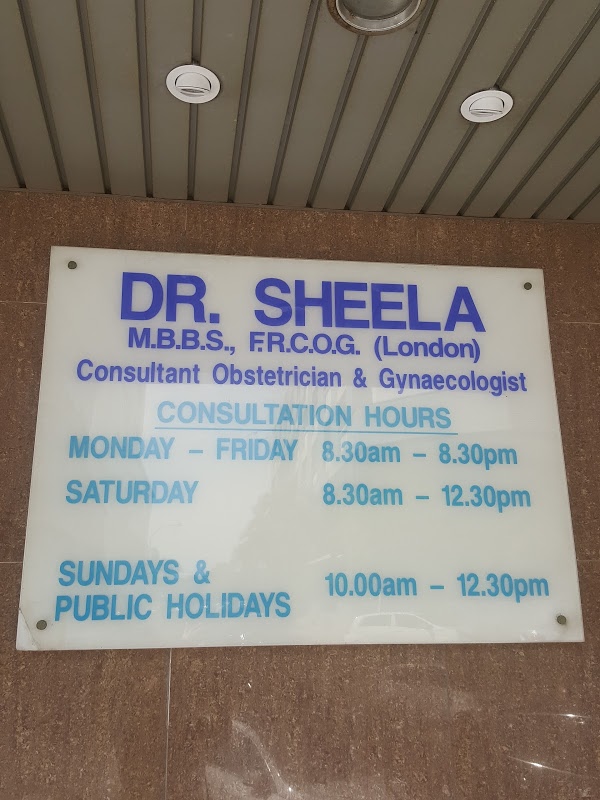 DR. SHEELA
M.B.B.S., F.R.C.O.G. (London)
Consultant Obstetrician & Gynaecologist
CONSULTATION HOURS
MONDAY – FRIDAY 8.30am – 8.30pm
SATURDAY 8.30am – 12.30pm
SUNDAYS &
PUBLIC HOLIDAYS 10.00am – 12.30pm